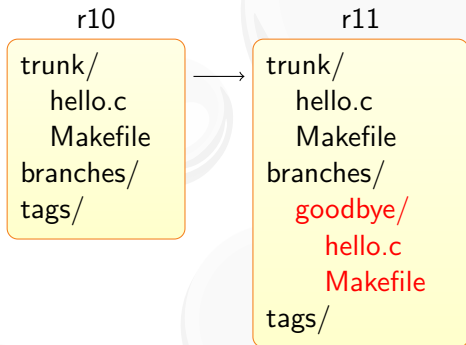 r10
trunk/
hello.c
Makefile
branches/
tags/
r11
trunk/
hello.c
Makefile
branches/
goodbye/
hello.c
Makefile
tags/